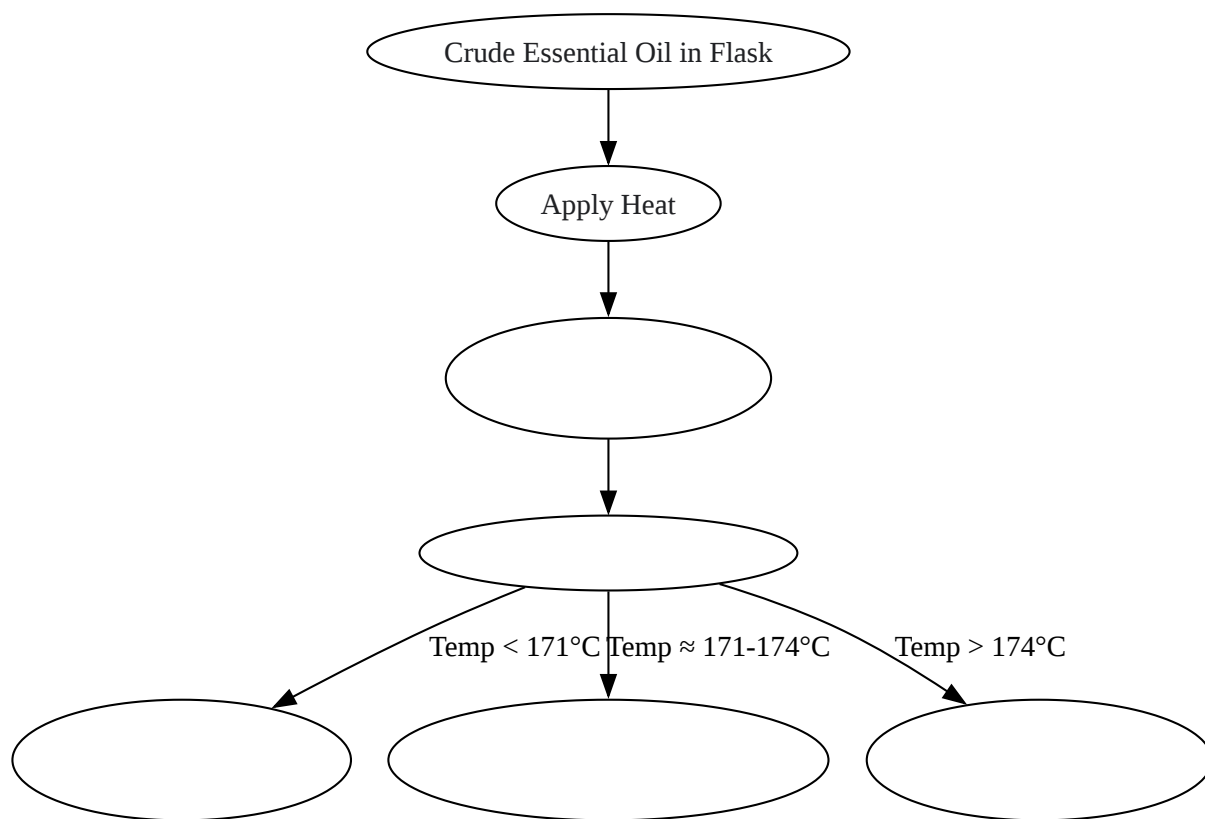 Crude Essential Oil in Flask
Apply Heat
Temp < 171°C
Temp ≈ 171-174°C
Temp > 174°C